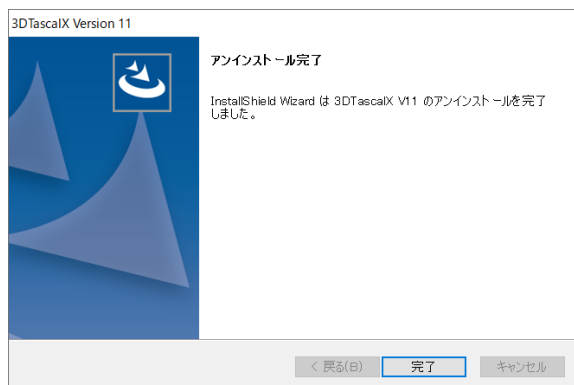 3DTascalX Version 11
アンインストール完了
InstallShield Wizard は 3DTascalX V11 のアンインストールを完了
しました。
< 戻る(B)
完了
キャンセル